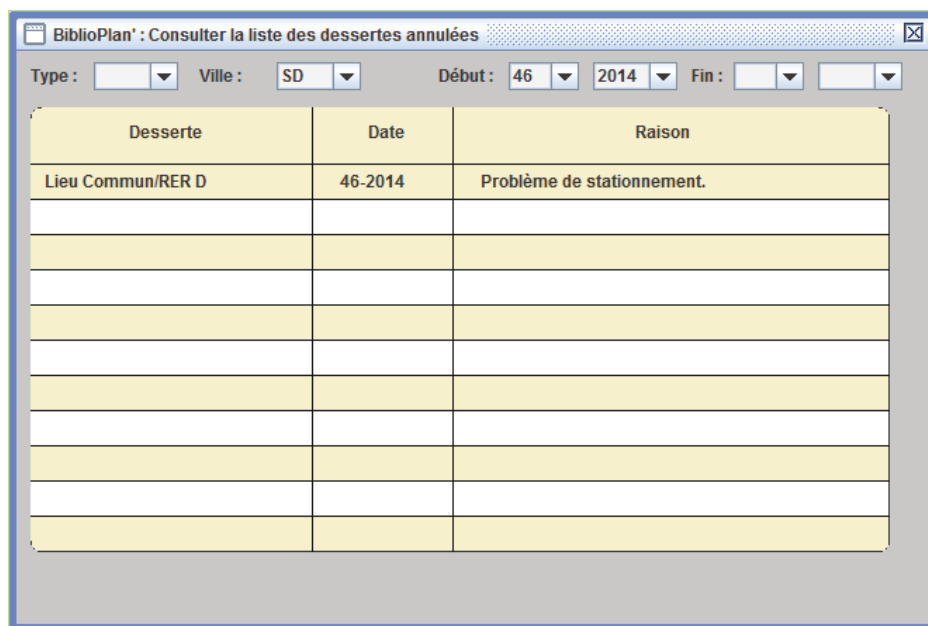 BiblioPlan' : Consulter la liste des dessertes annulées
Type : Ville : SD Début : 46 2014 Fin :
Desserte Date Raison
Lieu Commun/RER D 46-2014 Problème de stationnement.